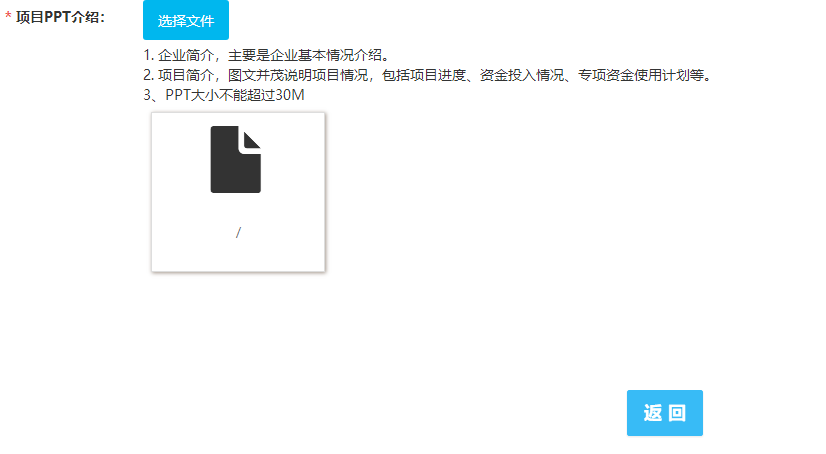 * 项目PPT介绍：
选择文件
1. 企业简介，主要是企业基本情况介绍。
2. 项目简介，图文并茂说明项目情况，包括项目进度、资金投入情况、专项资金使用计划等。
3、PPT大小不能超过30M
/
返 回